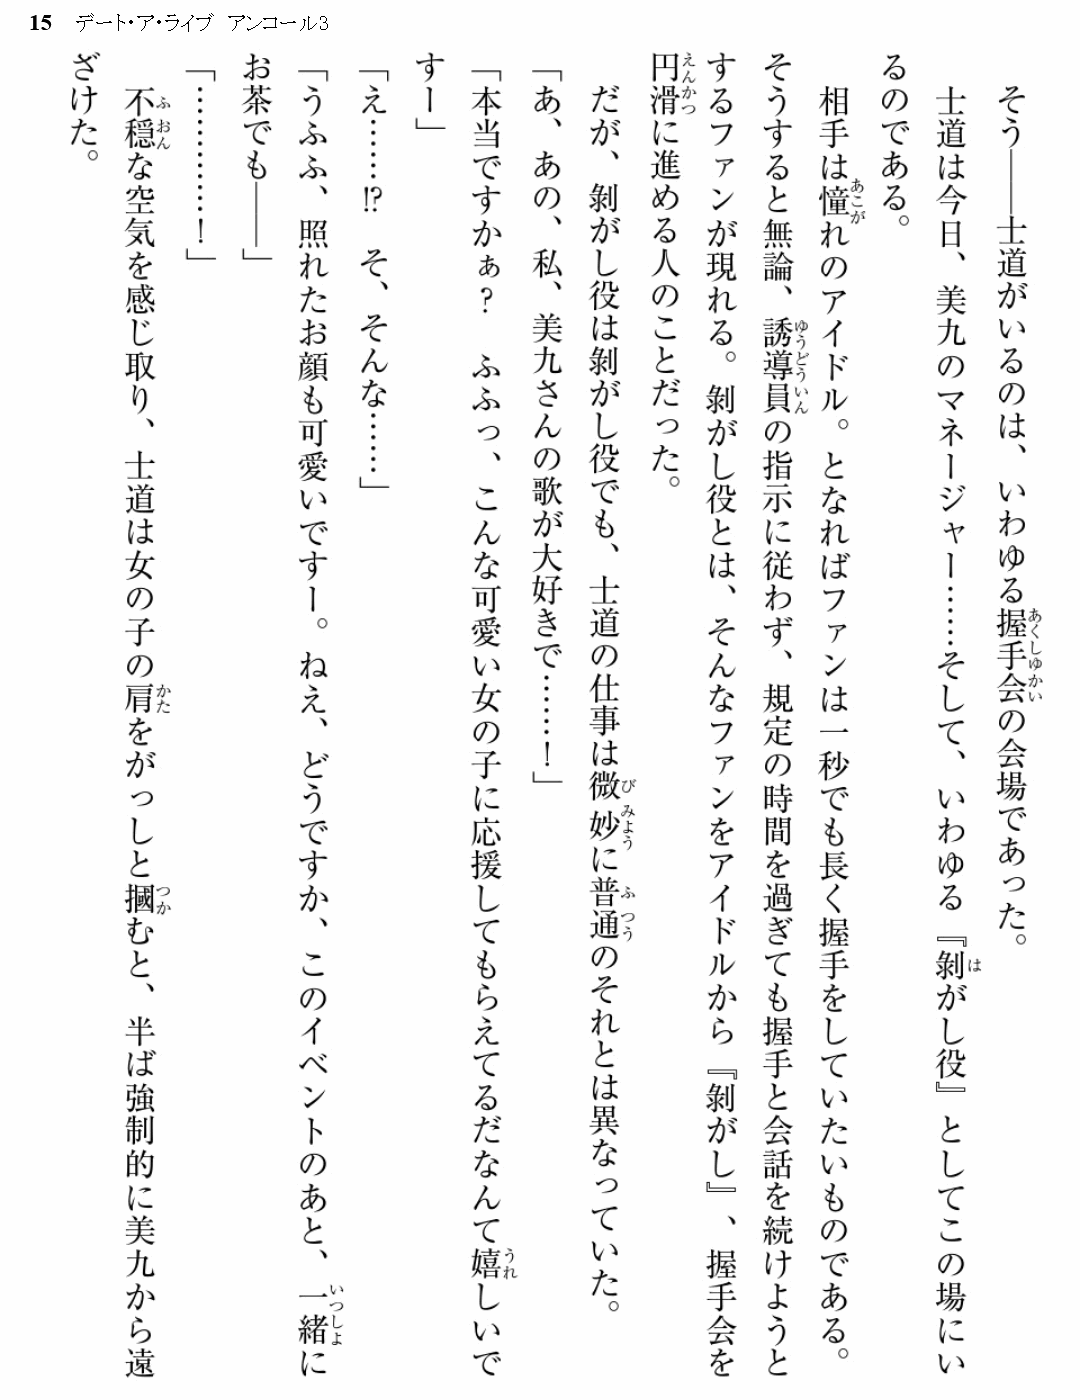 15 デート・ア・ライブ アンコール3
そう――士道がいるのは、いわゆる握手会の会場であった。
士道は今日、美九のマネージャー……そして、いわゆる『剝がし役』としてこの場にい
るのである。
相手は憧れのアイドル。となればファンは一秒でも長く握手をしていたいものである。
そうすると無論、誘導員の指示に従わず、規定の時間を過ぎても握手と会話を続けようと
するファンが現れる。剝がし役とは、そんなファンをアイドルから『剝がし』、握手会を
円滑に進める人のことだった。
だが、剝がし役は剝がし役でも、士道の仕事は微妙に普通のそれとは異なっていた。
「あ、あの、私、美九さんの歌が大好きで……！」
「本当ですかぁ？　ふふっ、こんな可愛い女の子に応援してもらえてるだなんて嬉しいで
すー」
「え……!?　そ、そんな……」
「うふふ、照れたお顔も可愛いですー。ねえ、どうですか、このイベントのあと、一緒に
お茶でも――」
「…………！」
不穏な空気を感じ取り、士道は女の子の肩をがっしと摑むと、半ば強制的に美九から遠
ざけた。